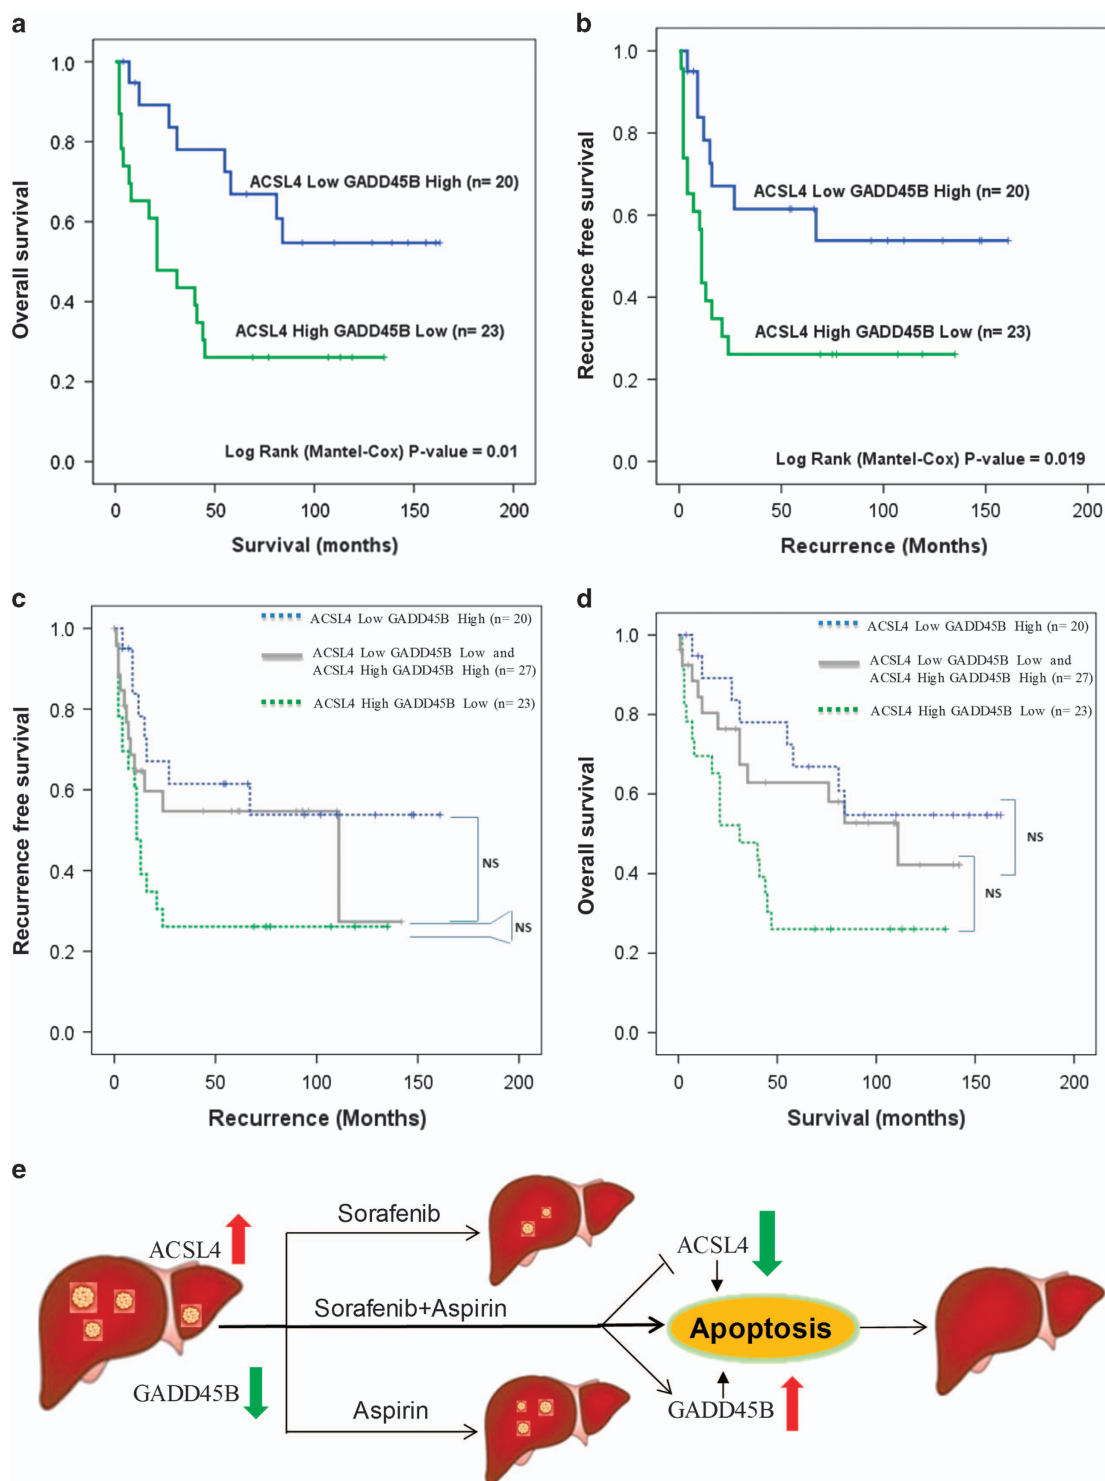 a
1.0
0.8
0.6
0.4
0.2
0.0
Overall survival
ACSL4 Low GADD45B High (n= 20)
ACSL4 High GADD45B Low (n= 23)
Log Rank (Mantel-Cox) P-value = 0.01
0 50 100 150 200
Survival (months)
b
1.0
0.8
0.6
0.4
0.2
0.0
Recurrence free survival
ACSL4 Low GADD45B High (n= 20)
ACSL4 High GADD45B Low (n= 23)
Log Rank (Mantel-Cox) P-value = 0.019
0 50 100 150 200
Recurrence (Months)
c
1.0
0.8
0.6
0.4
0.2
0.0
Recurrence free survival
ACSL4 Low GADD45B High (n= 20)
ACSL4 Low GADD45B Low and
ACSL4 High GADD45B High (n= 27)
ACSL4 High GADD45B Low (n= 23)
NS
NS
0 50 100 150 200
Recurrence (Months)
d
1.0
0.8
0.6
0.4
0.2
0.0
Overall survival
ACSL4 Low GADD45B High (n= 20)
ACSL4 Low GADD45B Low and
ACSL4 High GADD45B High (n= 27)
ACSL4 High GADD45B Low (n= 23)
NS
NS
0 50 100 150 200
Survival (months)
e
ACSL4
GADD45B
Sorafenib
Sorafenib+Aspirin
Aspirin
ACSL4
Apoptosis
GADD45B